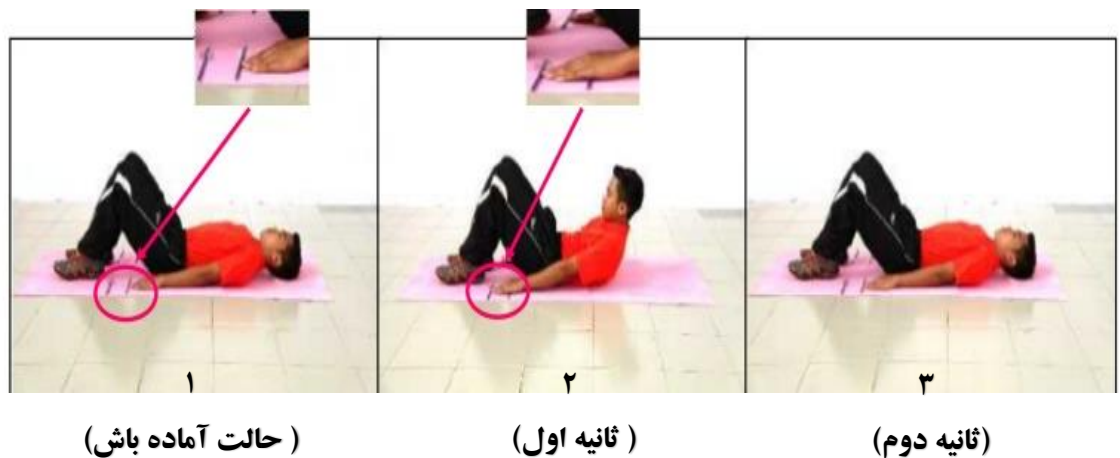 ۱
۲
۳
( حالت آماده باش)
( ثانیه اول)
(ثانیه دوم)